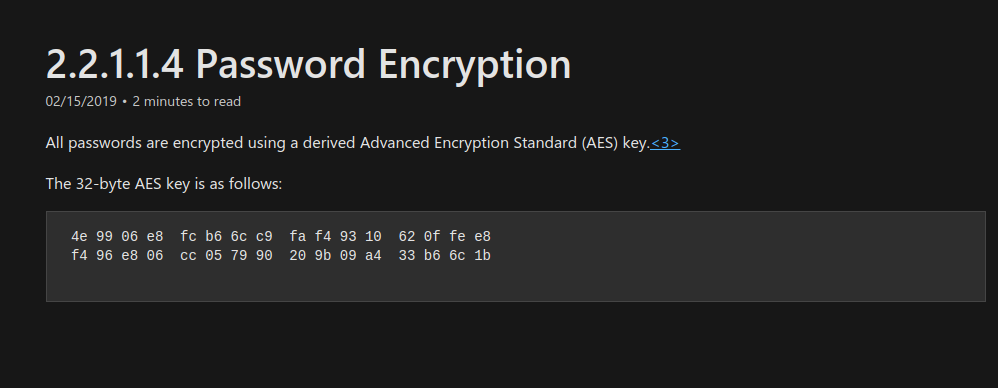 2.2.1.1.4 Password Encryption
02/15/2019 • 2 minutes to read
All passwords are encrypted using a derived Advanced Encryption Standard (AES) key.<3>
The 32-byte AES key is as follows:
4e 99 06 e8  fc b6 6c c9  fa f4 93 10  62 0f fe e8
f4 96 e8 06  cc 05 79 90  20 9b 09 a4  33 b6 6c 1b